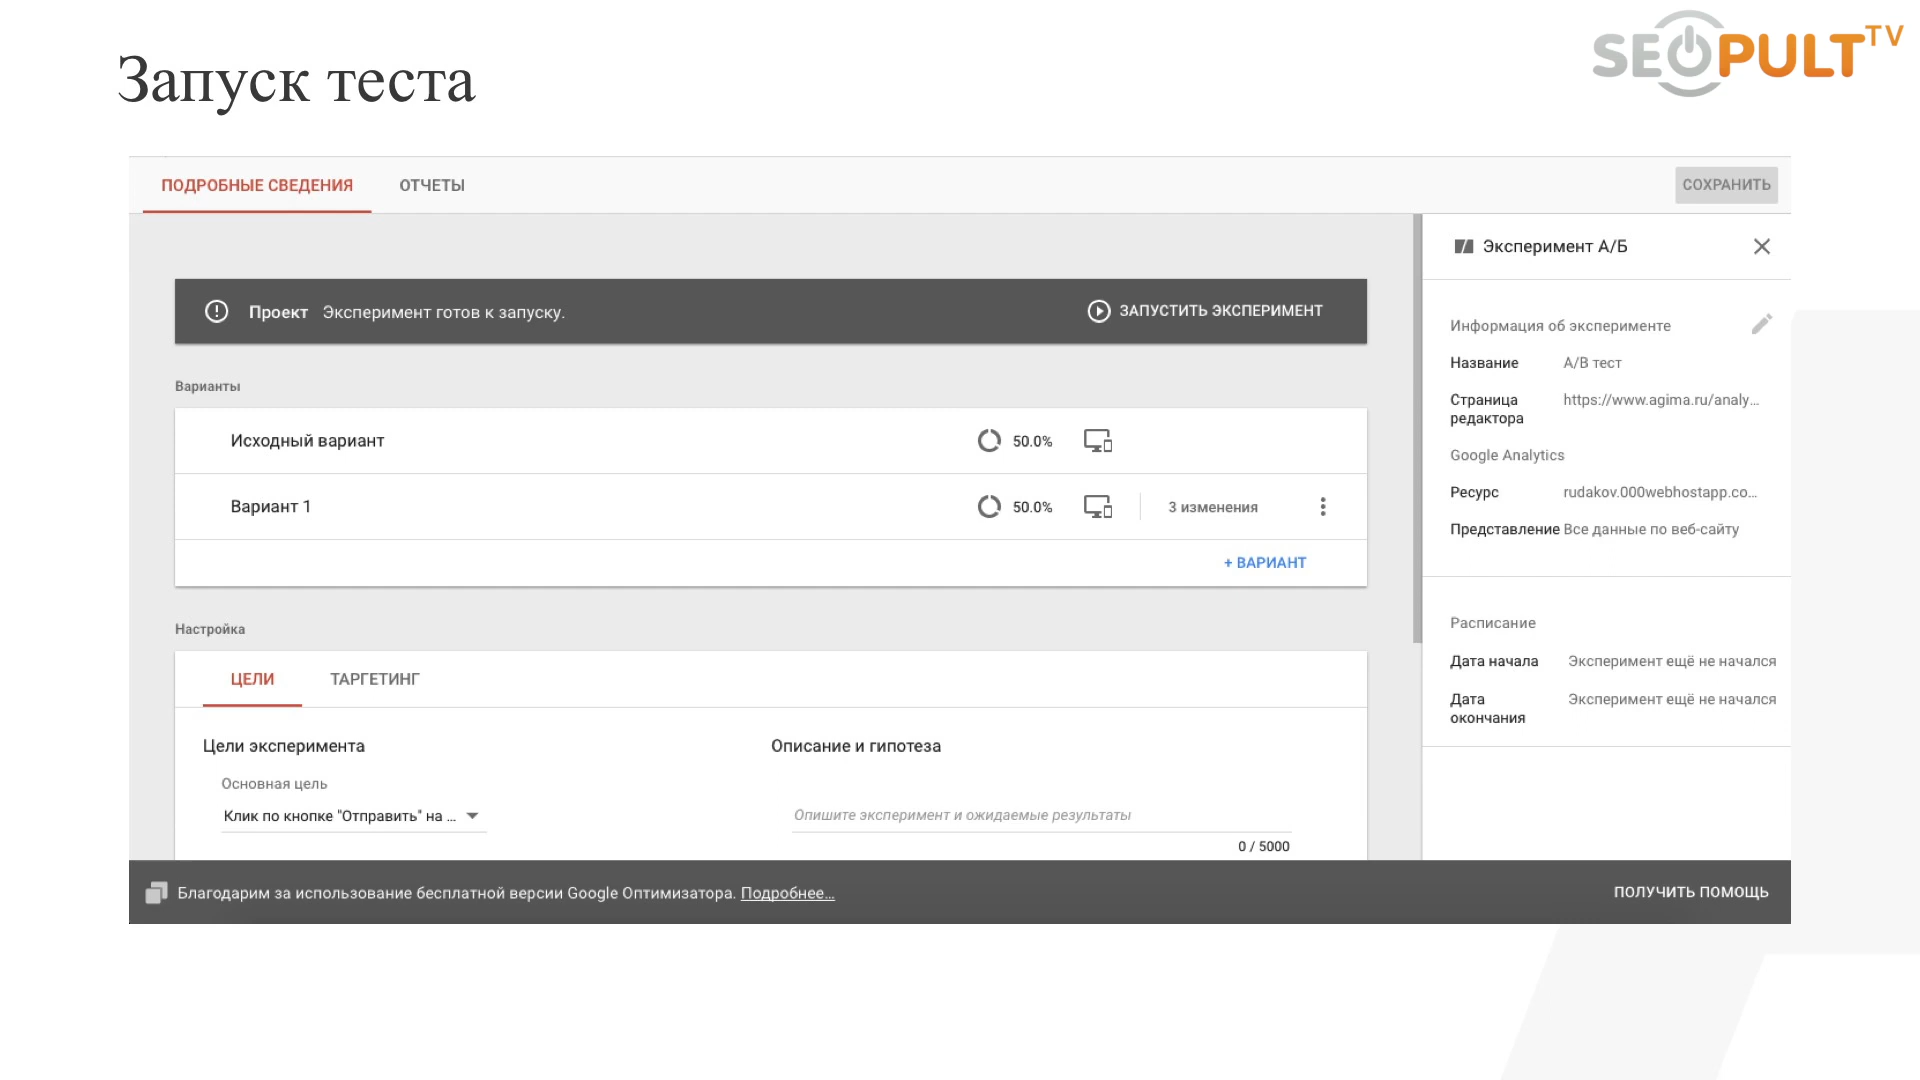 SEOPULT TV
Запуск теста
ПОДРОБНЫЕ СВЕДЕНИЯ
ОТЧЕТЫ
СОХРАНИТЬ
Проект Эксперимент готов к запуску.
ЗАПУСТИТЬ ЭКСПЕРИМЕНТ
Варианты
Исходный вариант
50.0%
Вариант 1
50.0%
3 изменения
+ ВАРИАНТ
Настройка
ЦЕЛИ
ТАРГЕТИНГ
Цели эксперимента
Основная цель
Клик по кнопке "Отправить" на ...
Описание и гипотеза
Опишите эксперимент и ожидаемые результаты
0 / 5000
Эксперимент А/Б
Информация об эксперименте
Название A/B тест
Страница редактора https://www.agima.ru/analy...
Google Analytics
Ресурс rudakov.000webhostapp.co...
Представление Все данные по веб-сайту
Расписание
Дата начала Эксперимент ещё не начался
Дата окончания Эксперимент ещё не начался
Благодарим за использование бесплатной версии Google Оптимизатора. Подробнее...
ПОЛУЧИТЬ ПОМОЩЬ